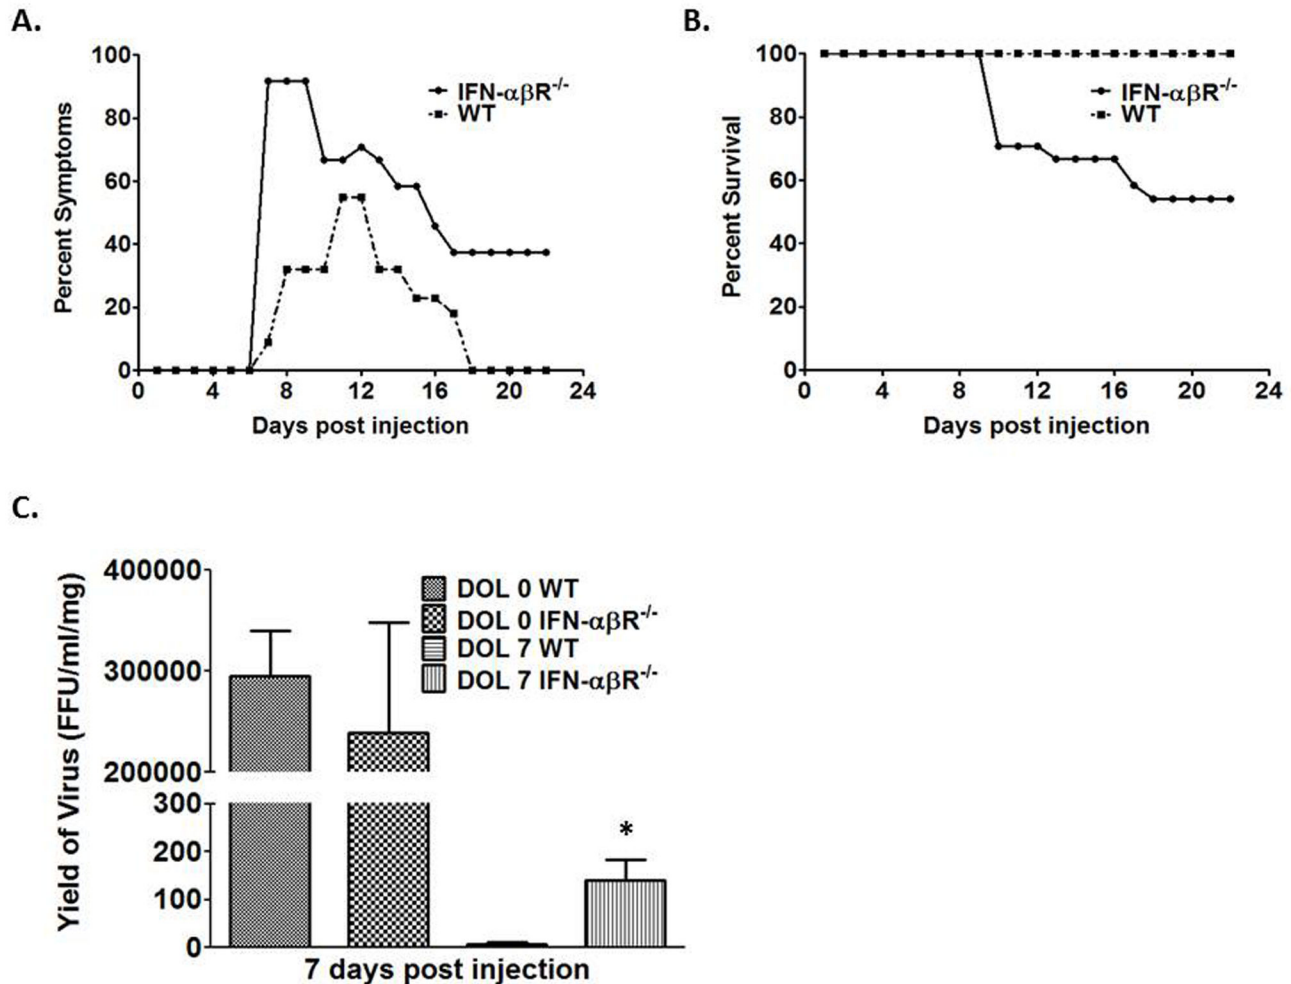 A.
Percent Symptoms
100
80
60
40
20
0
0 4 8 12 16 20 24
Days post injection
IFN-αβR-/-
WT
B.
Percent Survival
100
80
60
40
20
0
0 4 8 12 16 20 24
Days post injection
IFN-αβR-/-
WT
C.
Yield of Virus (FFU/ml/mg)
400000
300000
200000
300
200
100
0
DOL 0 WT
DOL 0 IFN-αβR-/-
DOL 7 WT
DOL 7 IFN-αβR-/-
*
7 days post injection